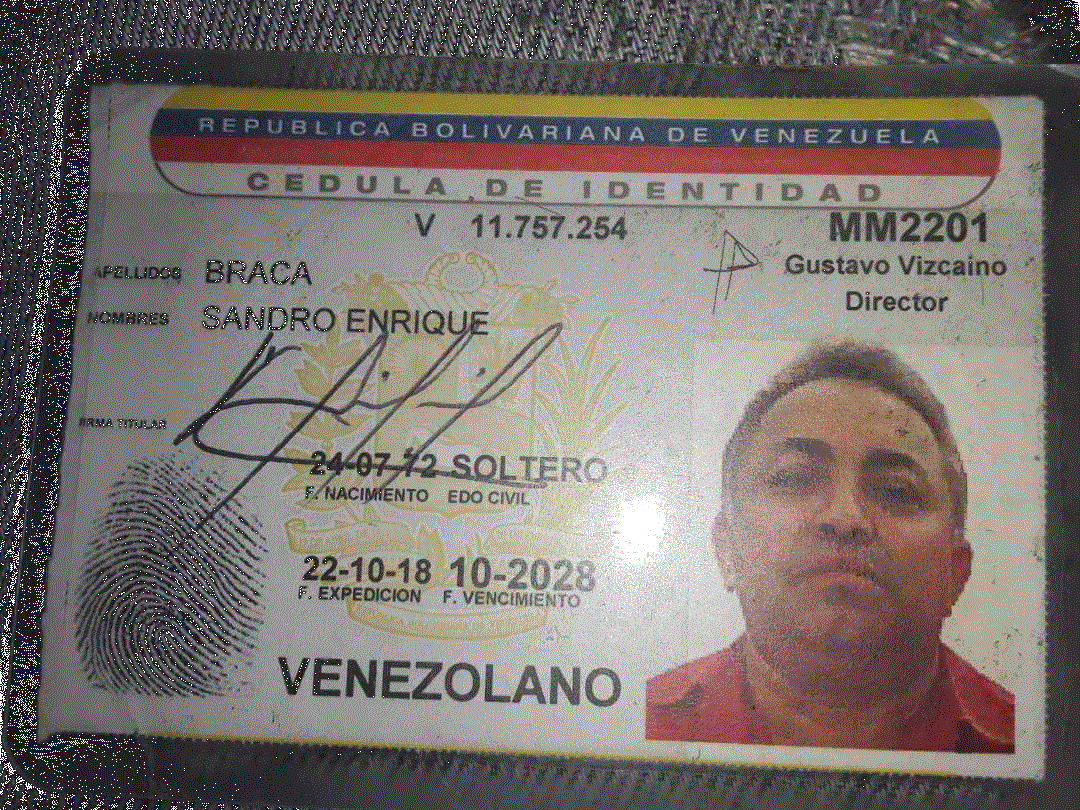 REPUBLICA BOLIVARIANA DE VENEZUELA
CEDULA DE IDENTIDAD
V 11.757.254
MM2201
Gustavo Vizcaino
Director
APELLIDOS BRACA
NOMBRES SANDRO ENRIQUE
FIRMA TITULAR
24-07-72 SOLTERO
F. NACIMIENTO EDO CIVIL
22-10-18 10-2028
F. EXPEDICION F. VENCIMIENTO
VENEZOLANO